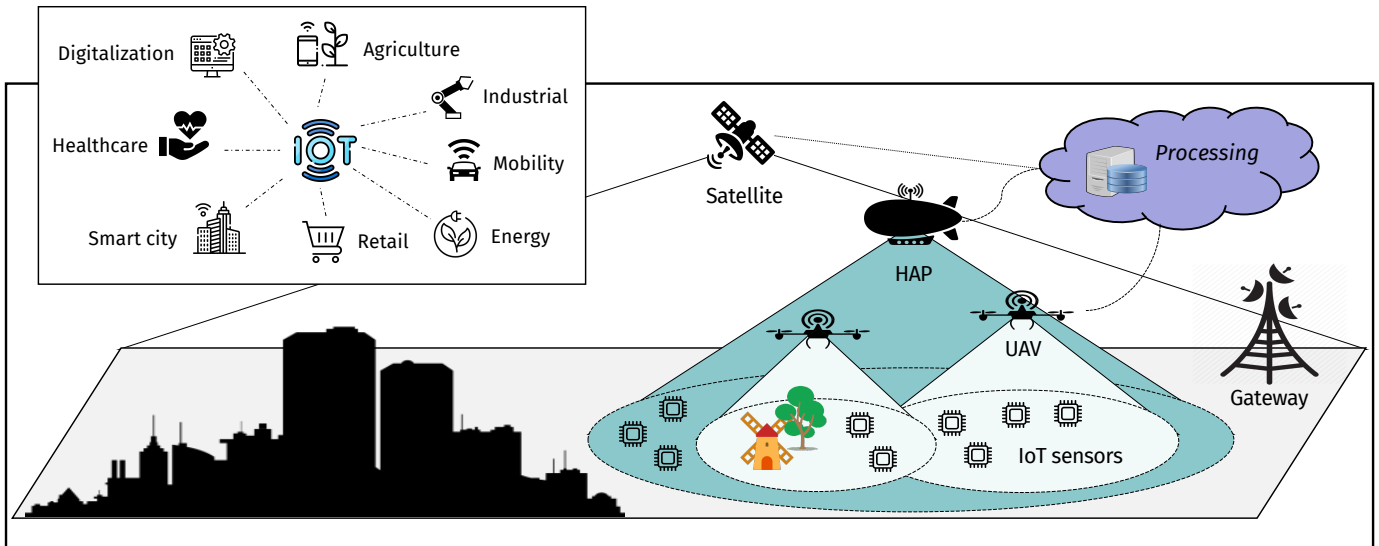 Digitalization
Agriculture
Industrial
Healthcare
IOT
Mobility
Smart city
Retail
Energy
Satellite
Processing
HAP
UAV
Gateway
IoT sensors